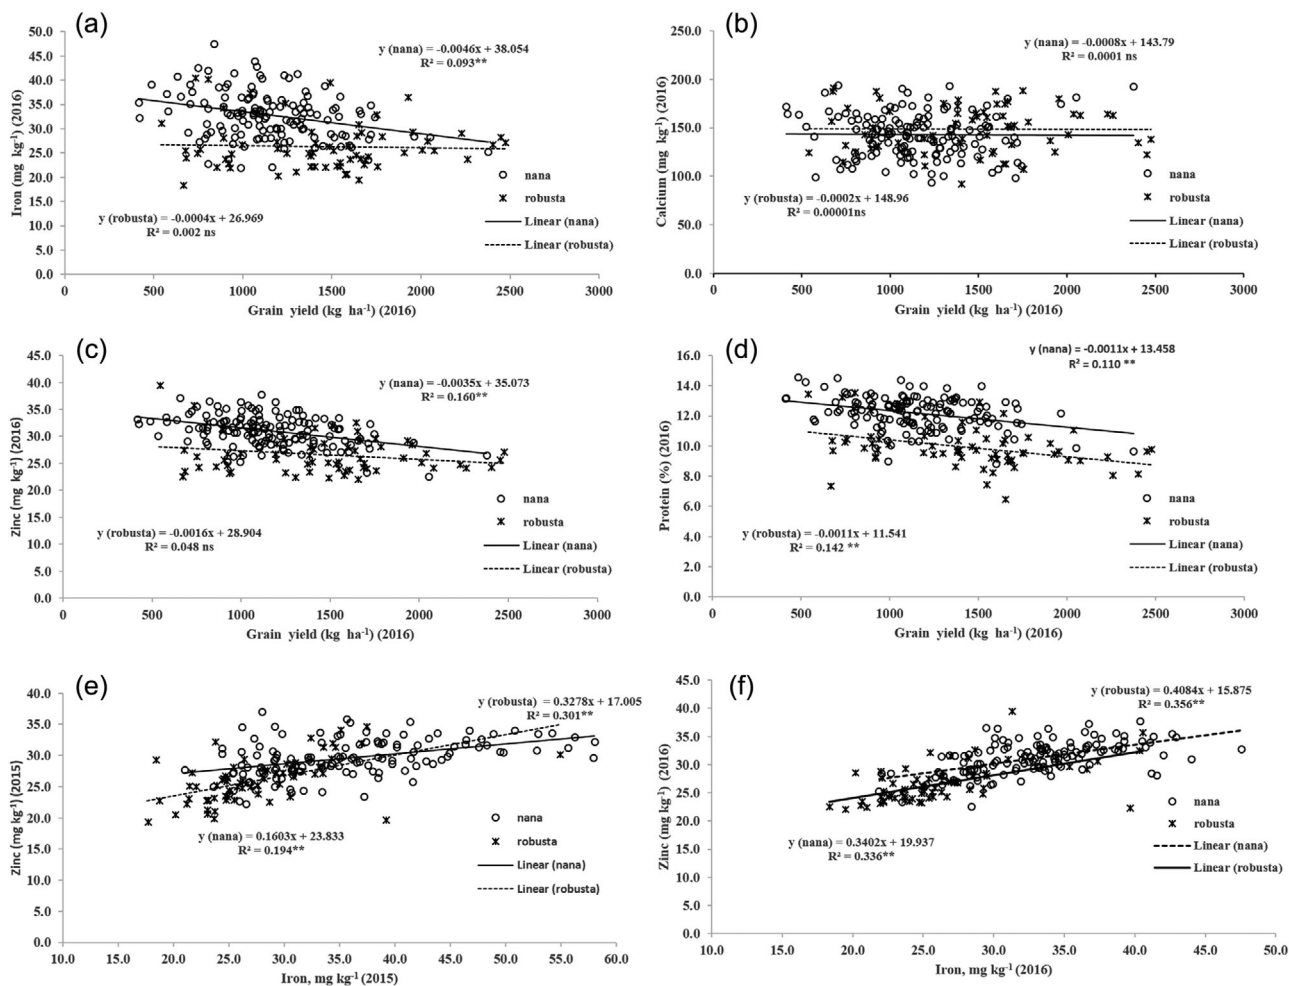 (a)
50.0
45.0
40.0
35.0
30.0
25.0
20.0
15.0
10.0
5.0
0.0
Iron (mg kg⁻¹) (2016)
y (nana) = -0.0046x + 38.054
R² = 0.093**
y (robusta) = -0.0004x + 26.969
R² = 0.002 ns
nana
robusta
Linear (nana)
Linear (robusta)
0 500 1000 1500 2000 2500 3000
Grain yield (kg ha⁻¹) (2016)
(b)
250.0
200.0
150.0
100.0
50.0
0.0
Calcium (mg kg⁻¹) (2016)
y (nana) = -0.0008x + 143.79
R² = 0.0001 ns
y (robusta) = -0.0002x + 148.96
R² = 0.00001ns
nana
robusta
Linear (nana)
Linear (robusta)
0 500 1000 1500 2000 2500 3000
Grain yield (kg ha⁻¹) (2016)
(c)
45.0
40.0
35.0
30.0
25.0
20.0
15.0
10.0
5.0
0.0
Zinc (mg kg⁻¹) (2016)
y (nana) = -0.0035x + 35.073
R² = 0.160**
y (robusta) = -0.0016x + 28.904
R² = 0.048 ns
nana
robusta
Linear (nana)
Linear (robusta)
0 500 1000 1500 2000 2500 3000
Grain yield (kg ha⁻¹) (2016)
(d)
16.0
14.0
12.0
10.0
8.0
6.0
4.0
2.0
0.0
Protein (%) (2016)
y (nana) = -0.0011x + 13.458
R² = 0.110 **
y (robusta) = -0.0011x + 11.541
R² = 0.142 **
nana
robusta
Linear (nana)
Linear (robusta)
0 500 1000 1500 2000 2500 3000
Grain yield (kg ha⁻¹) (2016)
(e)
40.0
35.0
30.0
25.0
20.0
15.0
10.0
5.0
0.0
Zinc (mg kg⁻¹) (2015)
y (robusta) = 0.3278x + 17.005
R² = 0.301**
y (nana) = 0.1603x + 23.833
R² = 0.194**
nana
robusta
Linear (nana)
Linear (robusta)
10.0 15.0 20.0 25.0 30.0 35.0 40.0 45.0 50.0 55.0 60.0
Iron, mg kg⁻¹ (2015)
(f)
45.0
40.0
35.0
30.0
25.0
20.0
15.0
10.0
5.0
0.0
Zinc (mg kg⁻¹) (2016)
y (robusta) = 0.4084x + 15.875
R² = 0.356**
y (nana) = 0.3402x + 19.937
R² = 0.336**
nana
robusta
Linear (nana)
Linear (robusta)
10.0 15.0 20.0 25.0 30.0 35.0 40.0 45.0 50.0
Iron, mg kg⁻¹ (2016)